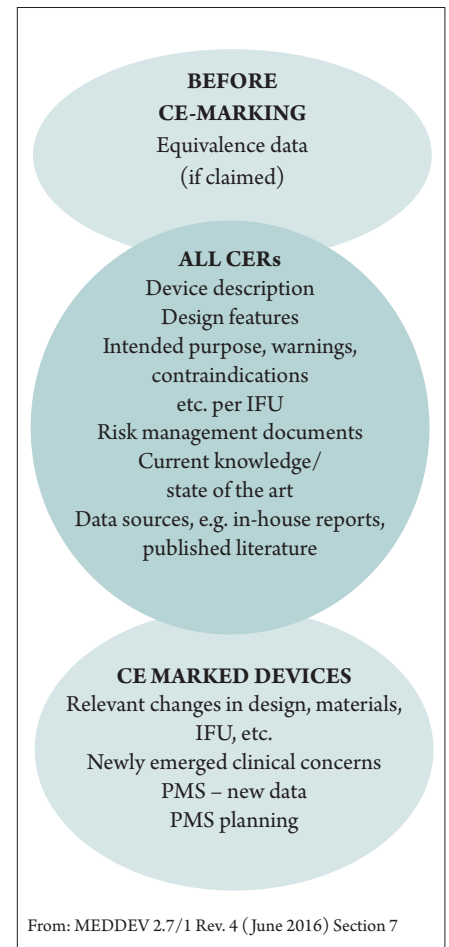 BEFORE
CE-MARKING
Equivalence data
(if claimed)
ALL CERs
Device description
Design features
Intended purpose, warnings,
contraindications
etc. per IFU
Risk management documents
Current knowledge/
state of the art
Data sources, e.g. in-house reports,
published literature
CE MARKED DEVICES
Relevant changes in design, materials,
IFU, etc.
Newly emerged clinical concerns
PMS – new data
PMS planning
From: MEDDEV 2.7/1 Rev. 4 (June 2016) Section 7